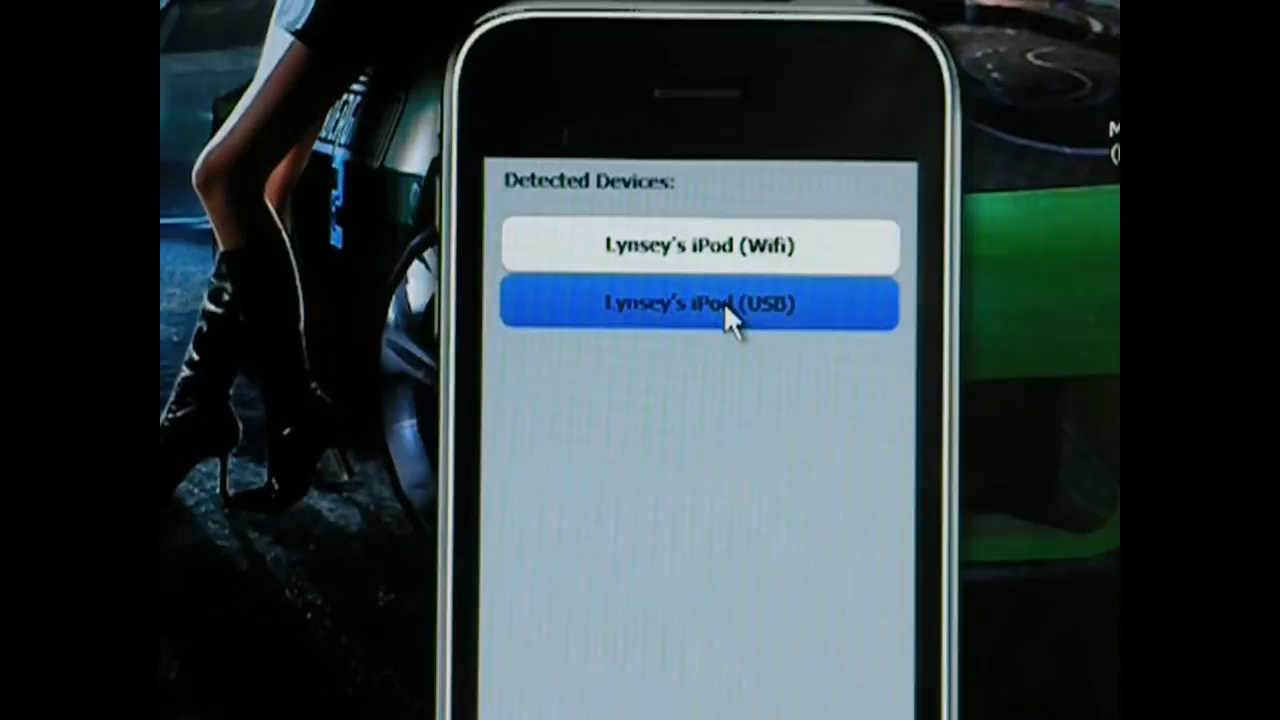 Detected Devices:
Lynsey's iPod (Wifi)
Lynsey's iPod (USB)
M
(